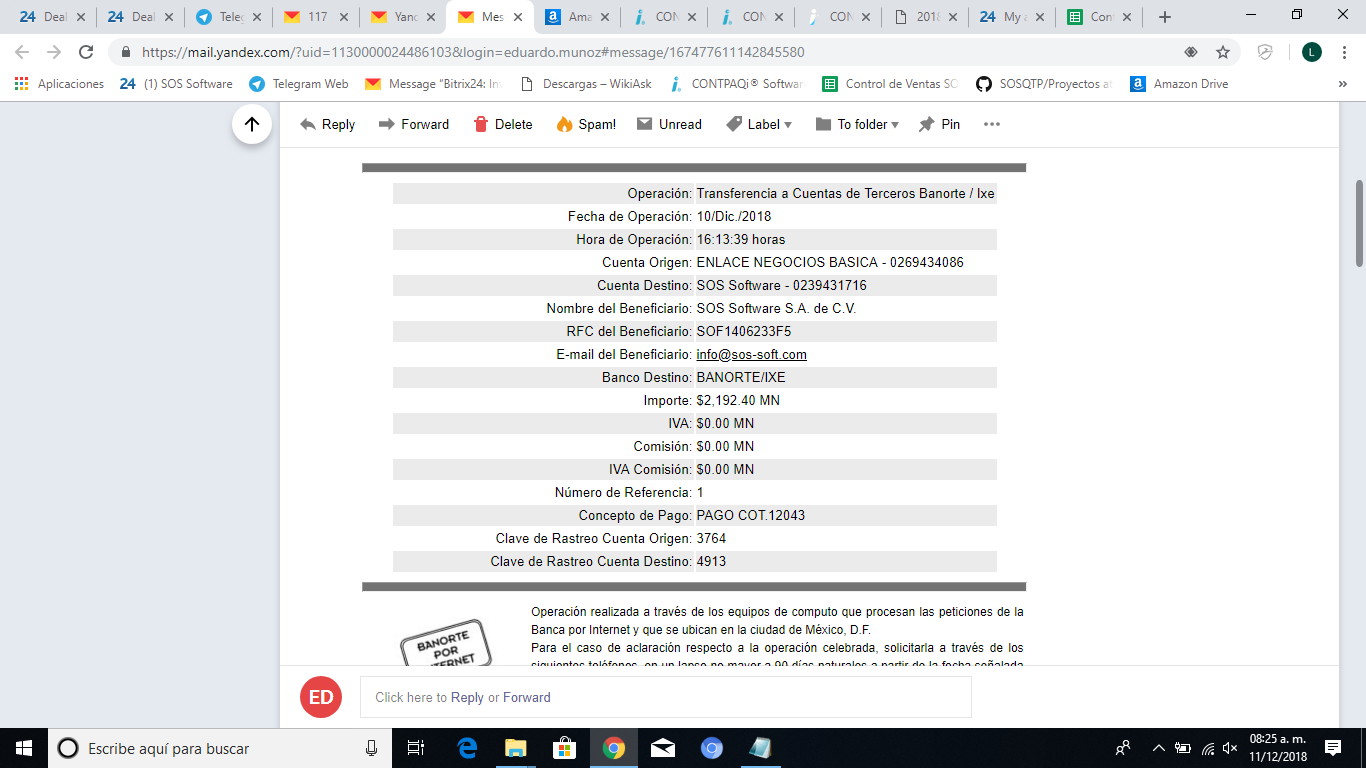 24 Deal
24 Deal
Teleg
117
Yand
Mes
Ama
CON
CON
CON
2018
24 My a
Cont
https://mail.yandex.com/?uid=1130000024486103&login=eduardo.munoz#message/167477611142845580
L
Aplicaciones
24 (1) SOS Software
Telegram Web
Message "Bitrix24: In
Descargas – WikiAsk
CONTPAQi® Softwar
Control de Ventas SO
SOSQTP/Proyectos at
Amazon Drive
»
Reply
Forward
Delete
Spam!
Unread
Label
To folder
Pin
Operación: Transferencia a Cuentas de Terceros Banorte / Ixe
Fecha de Operación: 10/Dic./2018
Hora de Operación: 16:13:39 horas
Cuenta Origen: ENLACE NEGOCIOS BASICA - 0269434086
Cuenta Destino: SOS Software - 0239431716
Nombre del Beneficiario: SOS Software S.A. de C.V.
RFC del Beneficiario: SOF1406233F5
E-mail del Beneficiario: info@sos-soft.com
Banco Destino: BANORTE/IXE
Importe: $2,192.40 MN
IVA: $0.00 MN
Comisión: $0.00 MN
IVA Comisión: $0.00 MN
Número de Referencia: 1
Concepto de Pago: PAGO COT.12043
Clave de Rastreo Cuenta Origen: 3764
Clave de Rastreo Cuenta Destino: 4913
BANORTE
POR
INTERNET
Operación realizada a través de los equipos de computo que procesan las peticiones de la
Banca por Internet y que se ubican en la ciudad de México, D.F.
Para el caso de aclaración respecto a la operación celebrada, solicitarla a través de los
siguientes teléfonos, en un lapso no mayor a 90 días naturales a partir de la fecha señalada
ED
Click here to Reply or Forward
Escribe aquí para buscar
08:25 a. m.
11/12/2018